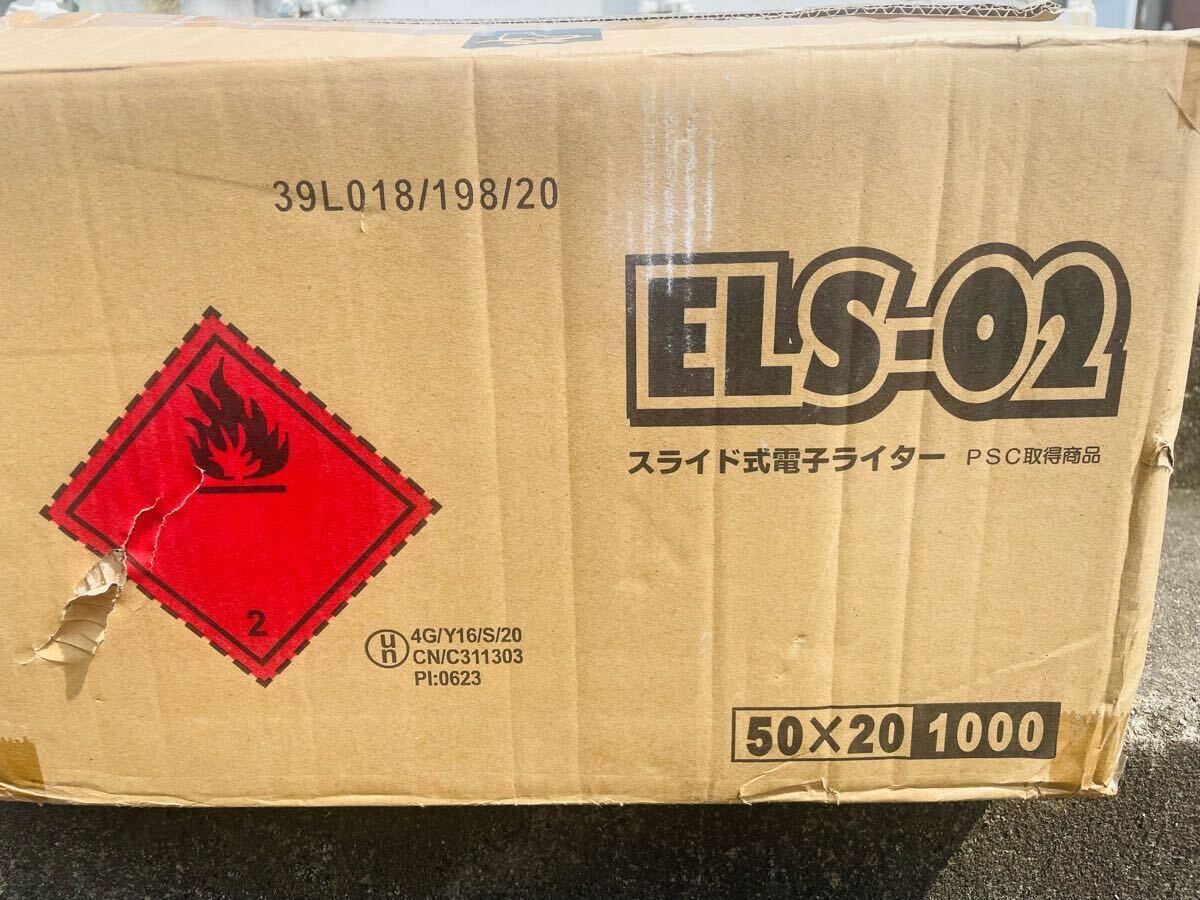 39L018/198/20
ELS-02
スライド式電子ライター PSC取得商品
2
un 4G/Y16/S/20
CN/C311303
PI:0623
50×20 1000